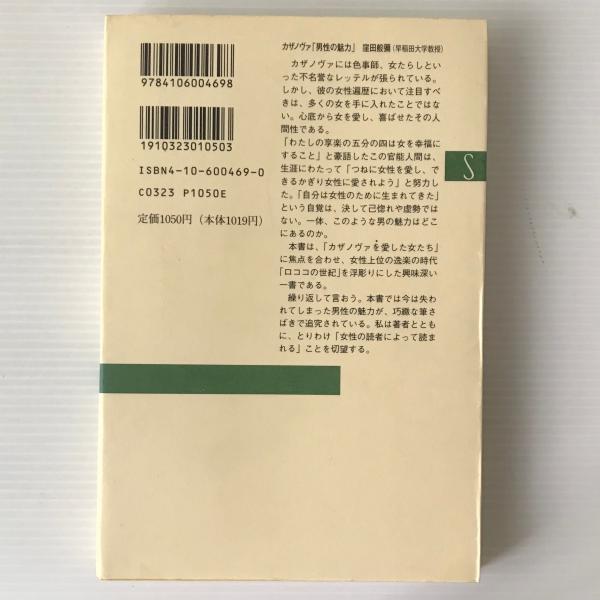 9784106004698
1910323010503
ISBN4-10-600469-0
C0323 P1050E
定価1050円（本体1019円）
カザノヴァ「男性の魅力」 窪田般彌（早稲田大学教授）
カザノヴァには色事師、女たらしとい
った不名誉なレッテルが張られている。
しかし、彼の女性遍歴において注目すべ
きは、多くの女を手に入れたことではな
い。心底から女を愛し、喜ばせたその人
間性である。
「わたしの享楽の五分の四は女を幸福に
すること」と豪語したこの官能人間は、
生涯にわたって「つねに女性を愛し、で
きるかぎり女性に愛されよう」と努力し
た。「自分は女性のために生まれてきた」
という自覚は、決して己惚れや虚勢では
ない。一体、このような男の魅力はどこ
にあるのか。
本書は、「カザノヴァを愛した女たち」
に焦点を合わせ、女性上位の逸楽の時代
「ロココの世紀」を浮彫りにした興味深い
一書である。
繰り返して言おう。本書では今は失わ
れてしまった男性の魅力が、巧緻な筆さ
ばきで追究されている。私は著者ととも
に、とりわけ「女性の読者によって読ま
れる」ことを切望する。
S